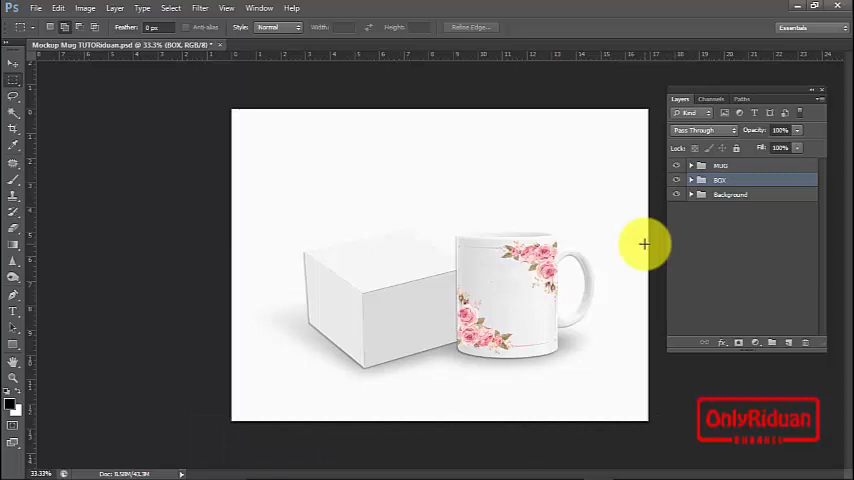 Ps File Edit Image Layer Type Select Filter View Window Help
Feather: 0 px Anti-alias Style: Normal Width: Height: Refine Edge... Essentials
Mockup Mug TUTORiduan.psd @ 33.3% (BOX, RGB/8) * ×
Layers Channels Paths
Kind
Pass Through Opacity: 100%
Lock: Fill: 100%
MUG
BOX
Background
OnlyRiduan
CHANNEL
33.33% Doc: 8.58M/43.3M